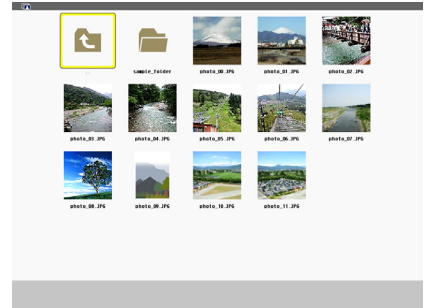 ..
sample_folder
photo_00.JPG
photo_01.JPG
photo_02.JPG
photo_03.JPG
photo_04.JPG
photo_05.JPG
photo_06.JPG
photo_07.JPG
photo_08.JPG
photo_09.JPG
photo_10.JPG
photo_11.JPG